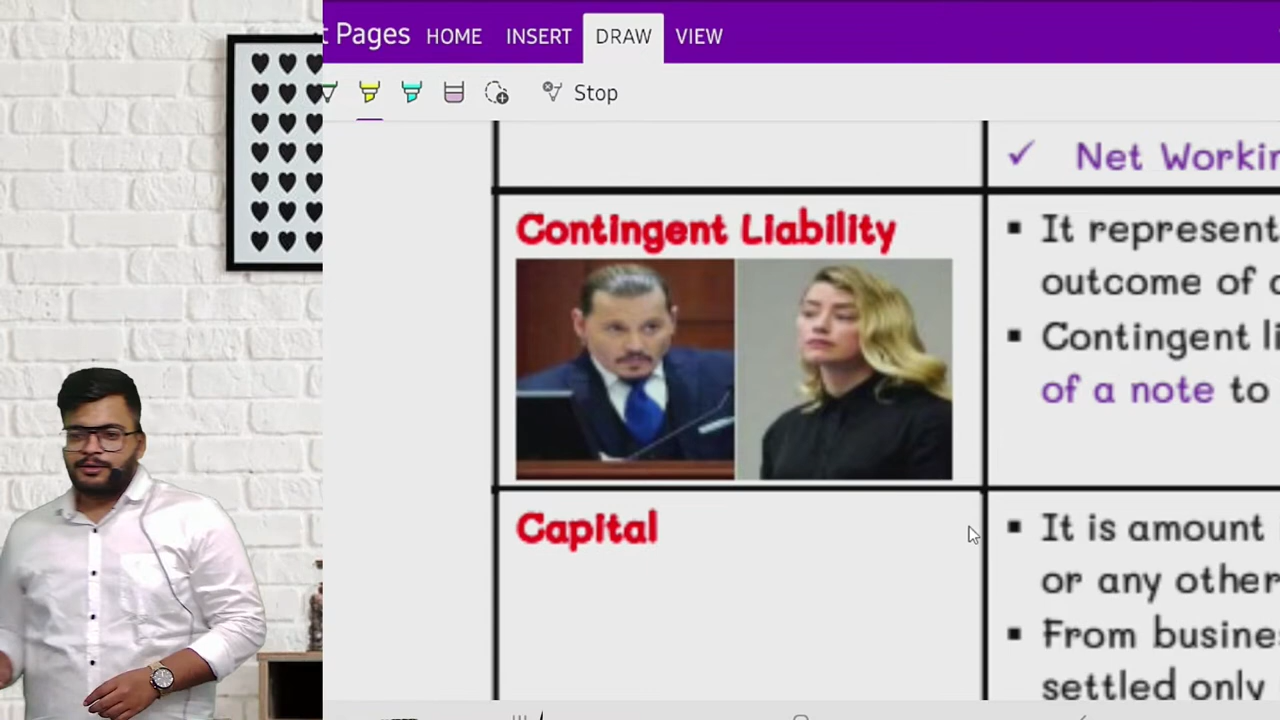 t Pages HOME INSERT DRAW VIEW
Stop
✓ Net Workin
Contingent Liability
▪ It represent
outcome of
▪ Contingent li
of a note to
Capital
▪ It is amount
or any other
▪ From busine
settled only